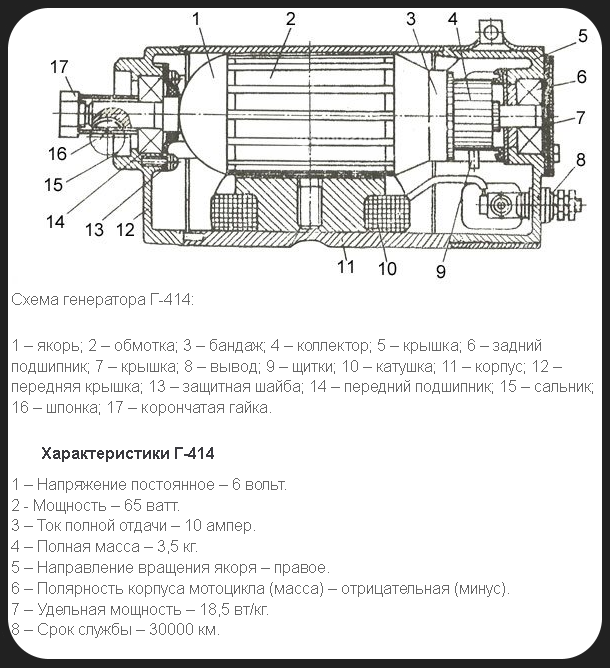 1 2 3 4
5
17
6
7
16
8
15
14
13
12
11 10 9
Схема генератора Г-414:
1 – якорь; 2 – обмотка; 3 – бандаж; 4 – коллектор; 5 – крышка; 6 – задний
подшипник; 7 – крышка; 8 – вывод; 9 – щитки; 10 – катушка; 11 – корпус; 12 –
передняя крышка; 13 – защитная шайба; 14 – передний подшипник; 15 – сальник;
16 – шпонка; 17 – корончатая гайка.
Характеристики Г-414
1 – Напряжение постоянное – 6 вольт.
2 - Мощность – 65 ватт.
3 – Ток полной отдачи – 10 ампер.
4 – Полная масса – 3,5 кг.
5 – Направление вращения якоря – правое.
6 – Полярность корпуса мотоцикла (масса) – отрицательная (минус).
7 – Удельная мощность – 18,5 вт/кг.
8 – Срок службы – 30000 км.